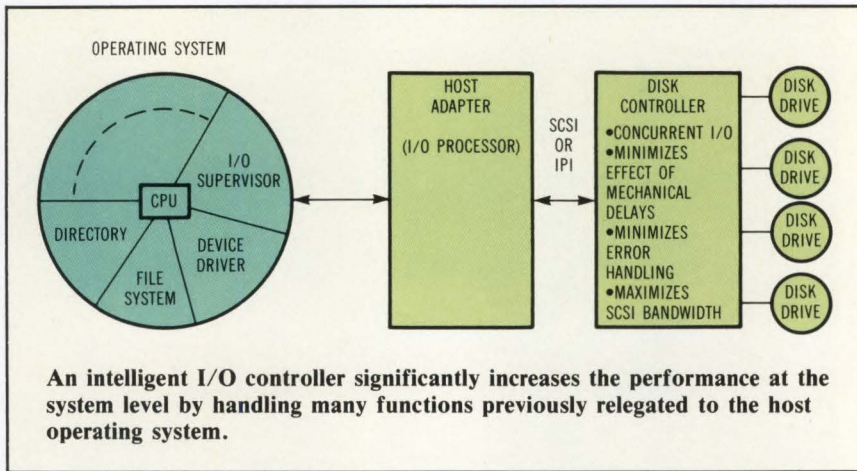 OPERATING SYSTEM
I/O
SUPERVISOR
CPU
DIRECTORY
DEVICE
DRIVER
FILE
SYSTEM
HOST
ADAPTER
(I/O PROCESSOR)
SCSI
OR
IPI
DISK
CONTROLLER
•CONCURRENT I/O
•MINIMIZES
EFFECT OF
MECHANICAL
DELAYS
•MINIMIZES
ERROR
HANDLING
•MAXIMIZES
SCSI BANDWIDTH
DISK
DRIVE
DISK
DRIVE
DISK
DRIVE
DISK
DRIVE
An intelligent I/O controller significantly increases the performance at the
system level by handling many functions previously relegated to the host
operating system.